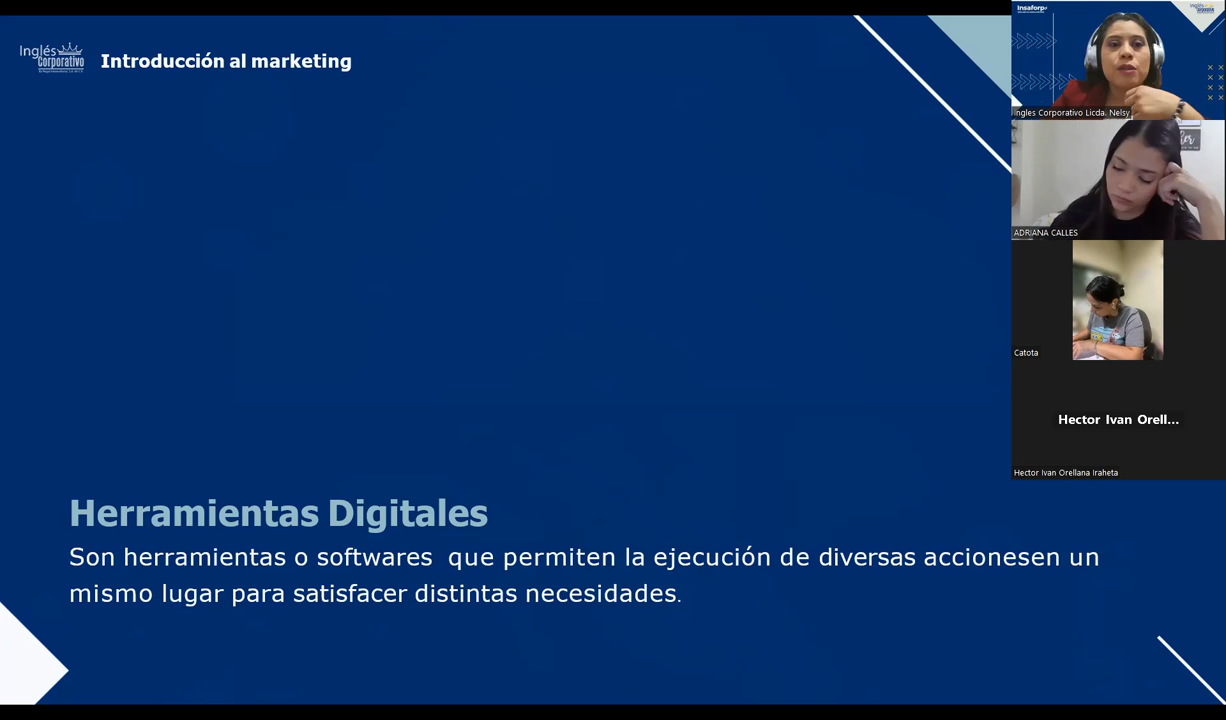 Inglés
Corporativo
Introducción al marketing
Herramientas Digitales
Son herramientas o softwares que permiten la ejecución de diversas accionesen un
mismo lugar para satisfacer distintas necesidades.
Insaforp
Ingles Corporativo Licda. Nelsy
ADRIANA CALLES
Catota
Hector Ivan Orell...
Hector Ivan Orellana Iraheta